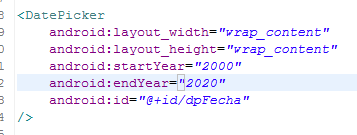 <DatePicker
android:layout_width="wrap_content"
android:layout_height="wrap_content"
android:startYear="2000"
android:endYear="2020"
android:id="@+id/dpFecha"
/>